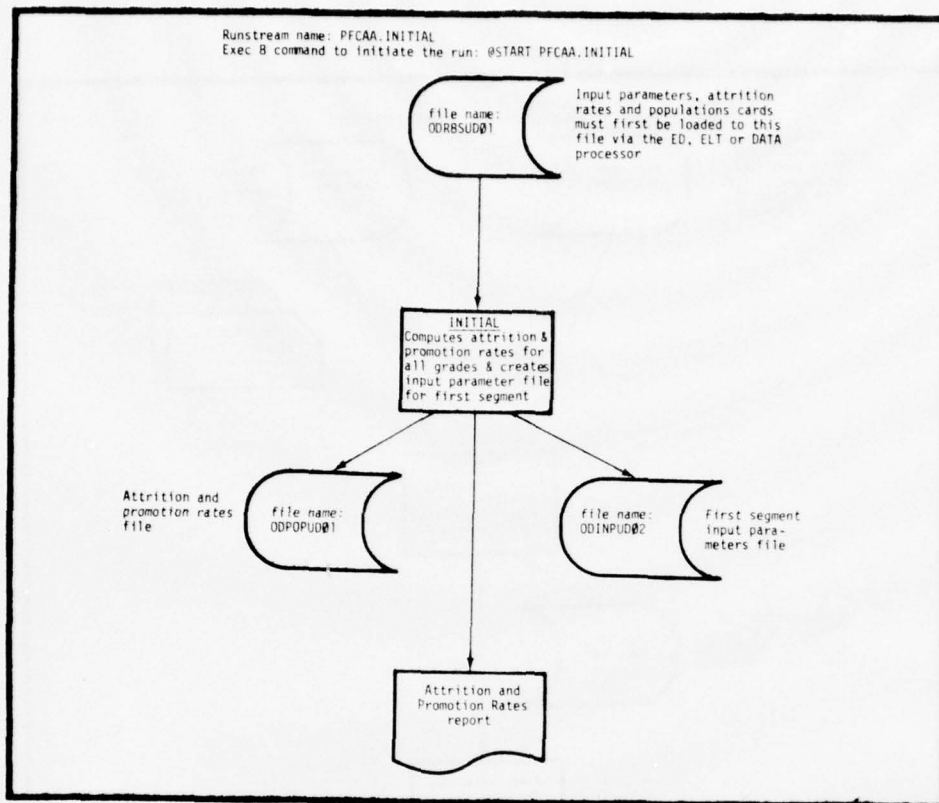 Runstream name: PFCAA.INITIAL
Exec 8 command to initiate the run: @START PFCAA.INITIAL
file name:
ODRBSUDØ1
Input parameters, attrition
rates and populations cards
must first be loaded to this
file via the ED, ELT or DATA
processor
INITIAL
Computes attrition &
promotion rates for
all grades & creates
input parameter file
for first segment
Attrition and
promotion rates
file
file name:
ODPOPUDØ1
file name:
ODINPUDØ2
First segment
input para-
meters file
Attrition and
Promotion Rates
report